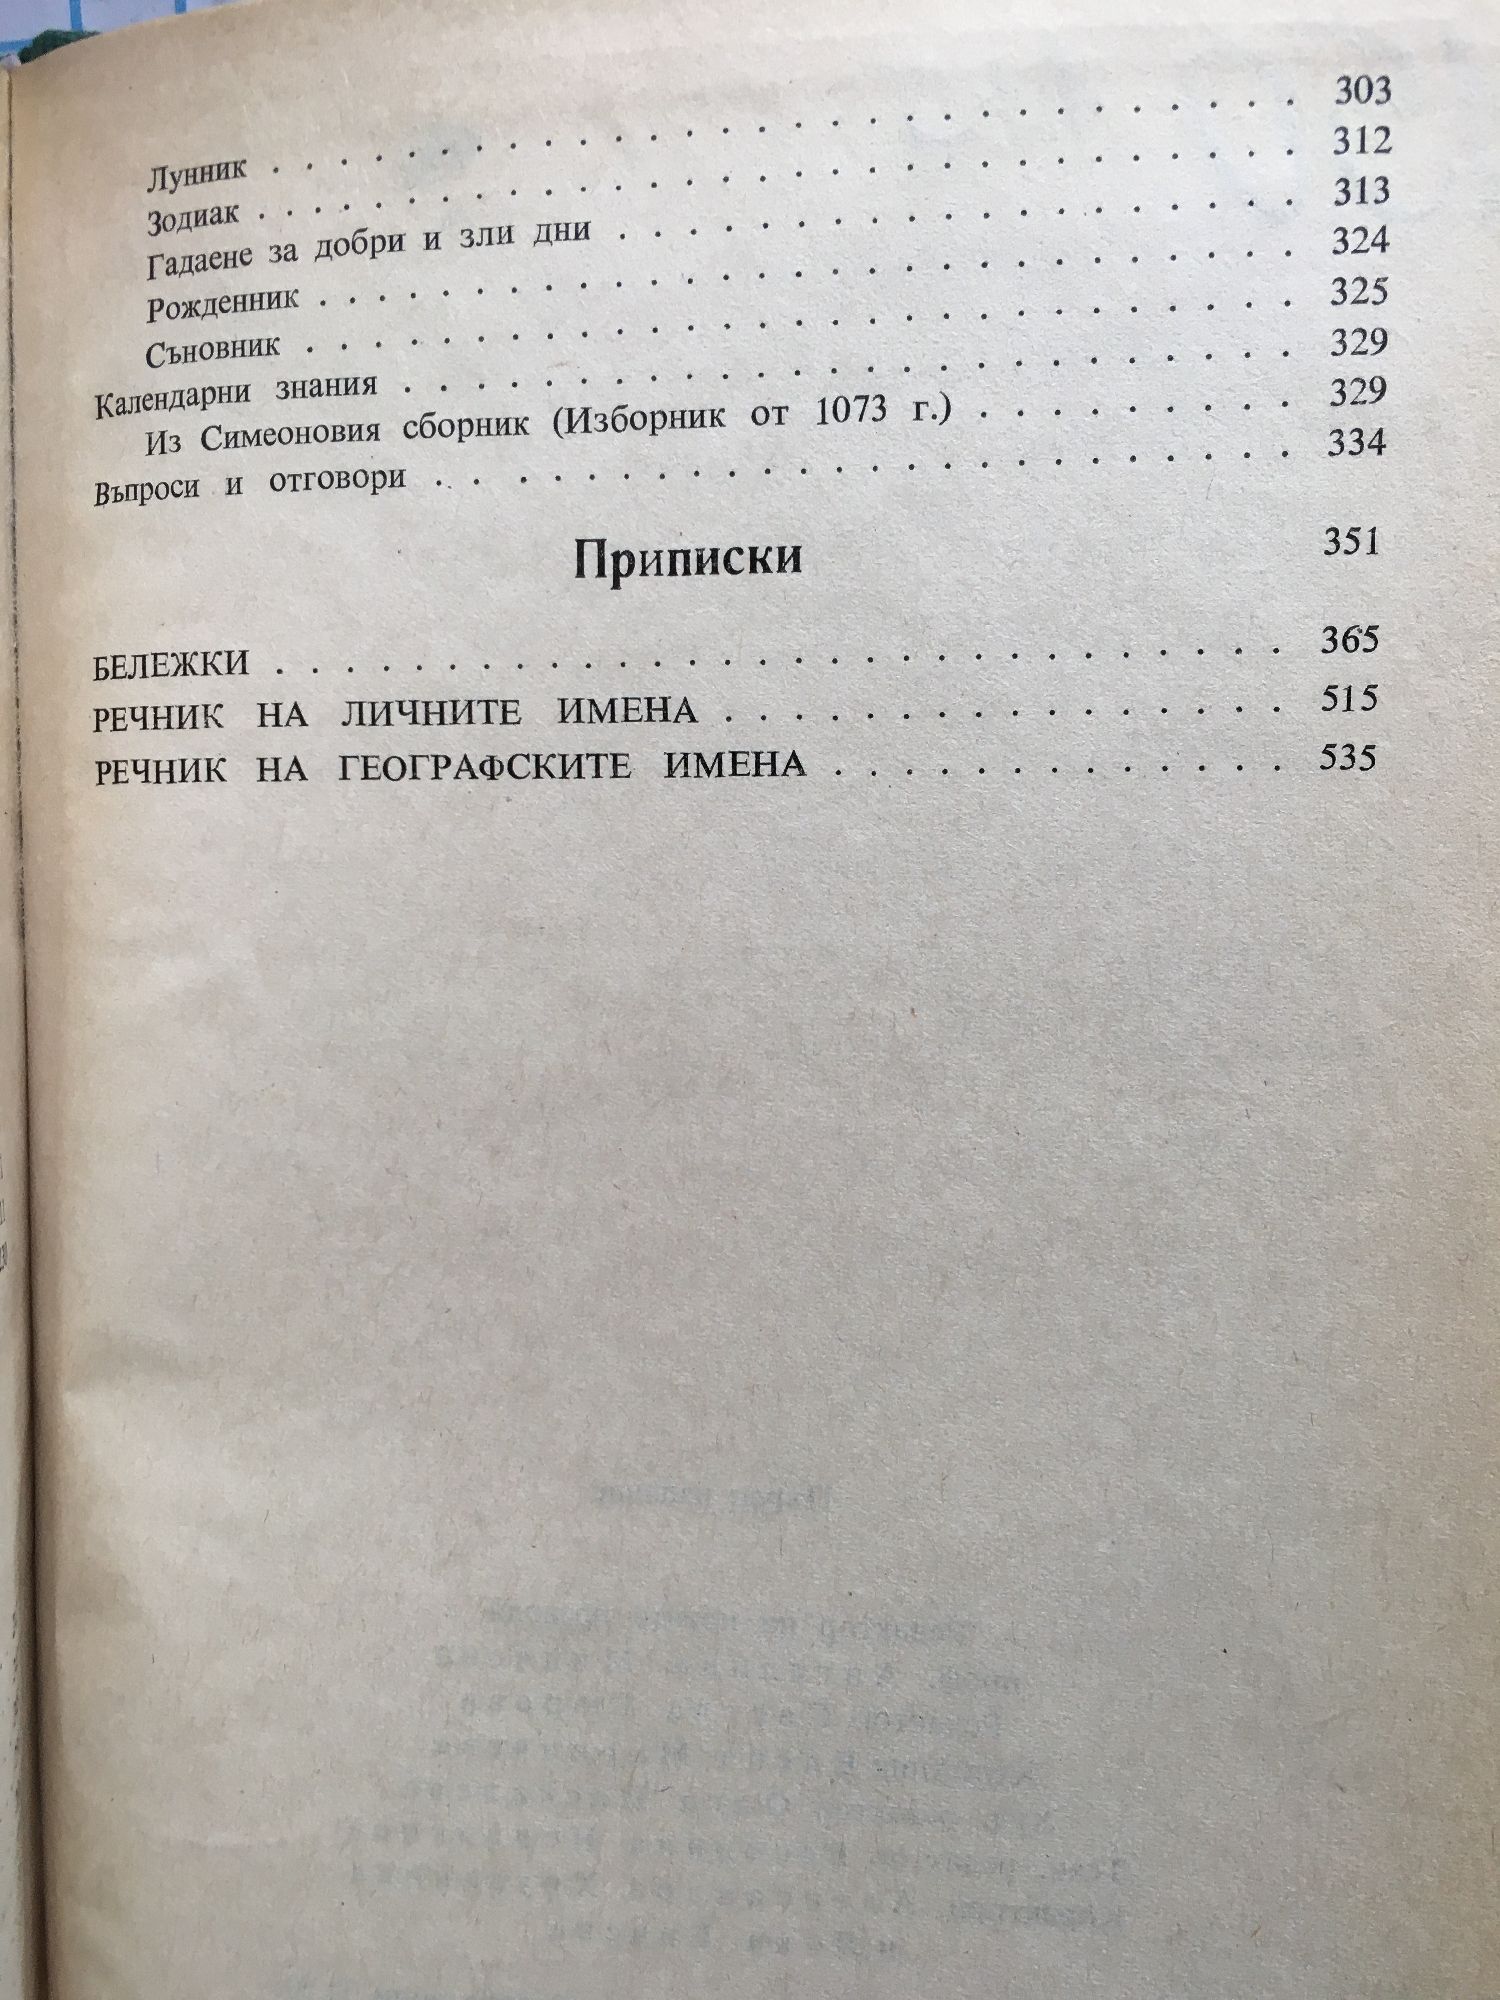 Лунник . . . . . . . . . . . . . . . . . . . . . . . . . . . . . . 303
Зодиак . . . . . . . . . . . . . . . . . . . . . . . . . . . . . . 312
Гадаене за добри и зли дни . . . . . . . . . . . . . . . . . . 313
Рожденник . . . . . . . . . . . . . . . . . . . . . . . . . . . . 324
Съновник . . . . . . . . . . . . . . . . . . . . . . . . . . . . 325
Календарни знания . . . . . . . . . . . . . . . . . . . . . . . . 329
Из Симеоновия сборник (Изборник от 1073 г.) . . . . . . . . . 329
Въпроси и отговори . . . . . . . . . . . . . . . . . . . . . . . 334
Приписки 351
БЕЛЕЖКИ . . . . . . . . . . . . . . . . . . . . . . . . . . . . . 365
РЕЧНИК НА ЛИЧНИТЕ ИМЕНА . . . . . . . . . . . . . . . . 515
РЕЧНИК НА ГЕОГРАФСКИТЕ ИМЕНА . . . . . . . . . . . . . 535